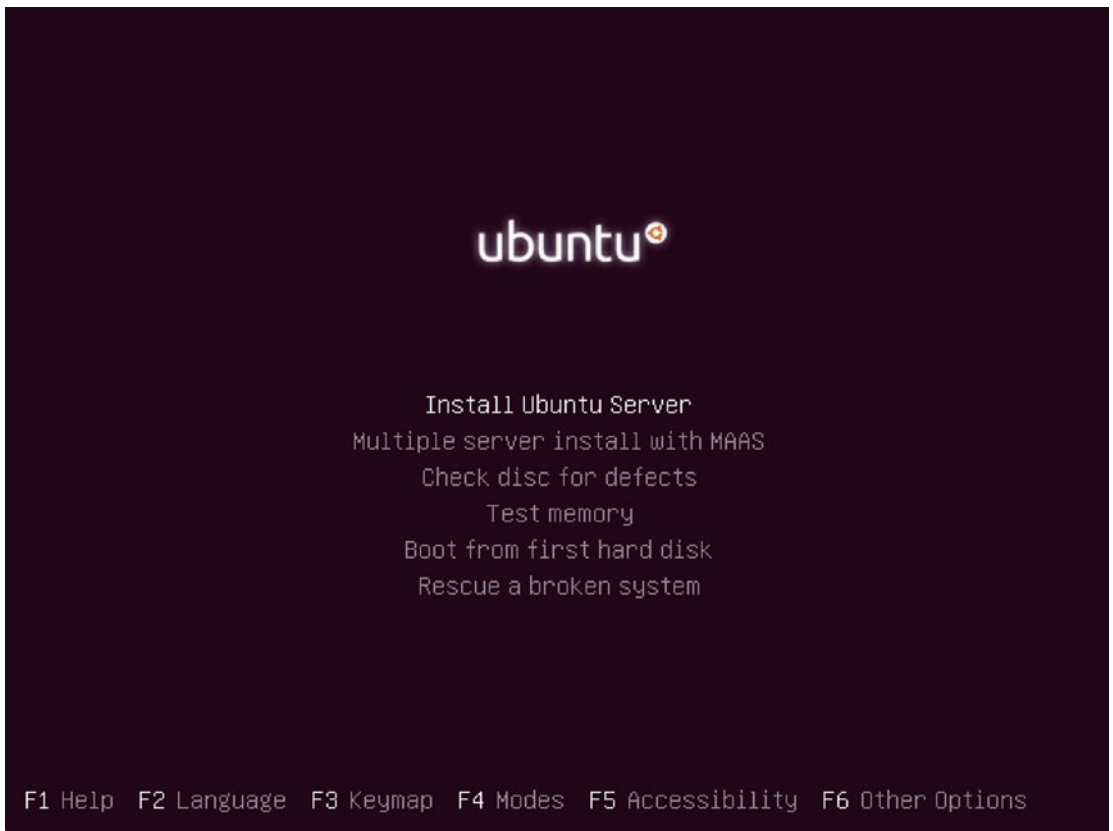 ubuntu
Install Ubuntu Server
Multiple server install with MAAS
Check disc for defects
Test memory
Boot from first hard disk
Rescue a broken system
F1 Help F2 Language F3 Keymap F4 Modes F5 Accessibility F6 Other Options